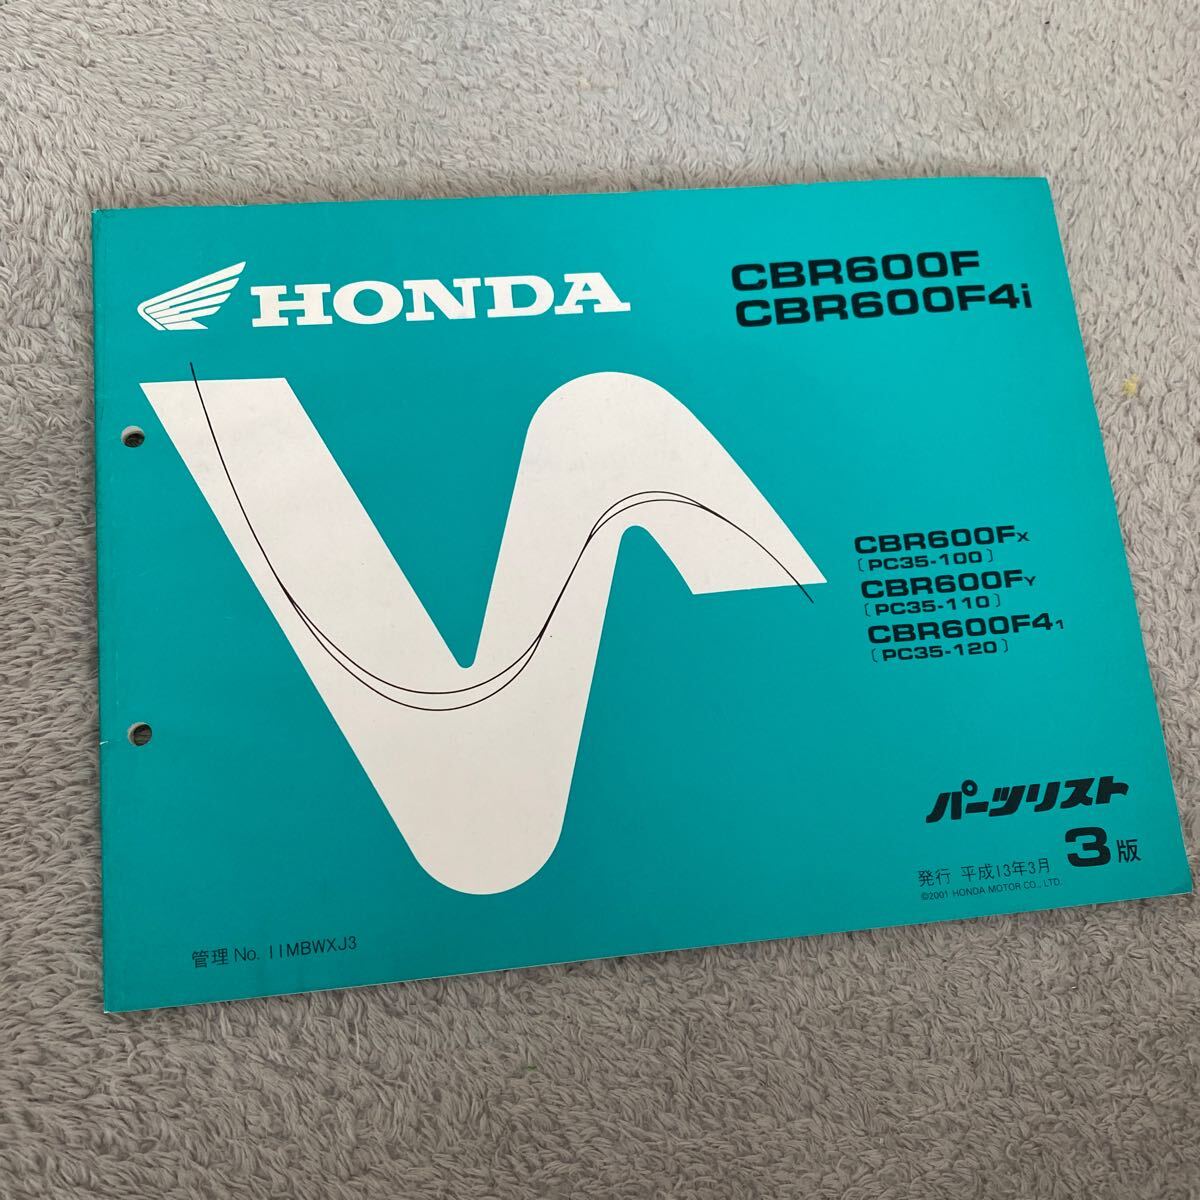 HONDA
CBR600F
CBR600F4i
CBR600FX
〔PC35-100〕
CBR600FY
〔PC35-110〕
CBR600F41
〔PC35-120〕
パーツリスト
発行 平成13年3月 3版
©2001 HONDA MOTOR CO., LTD.
管理 No. 11MBWXJ3